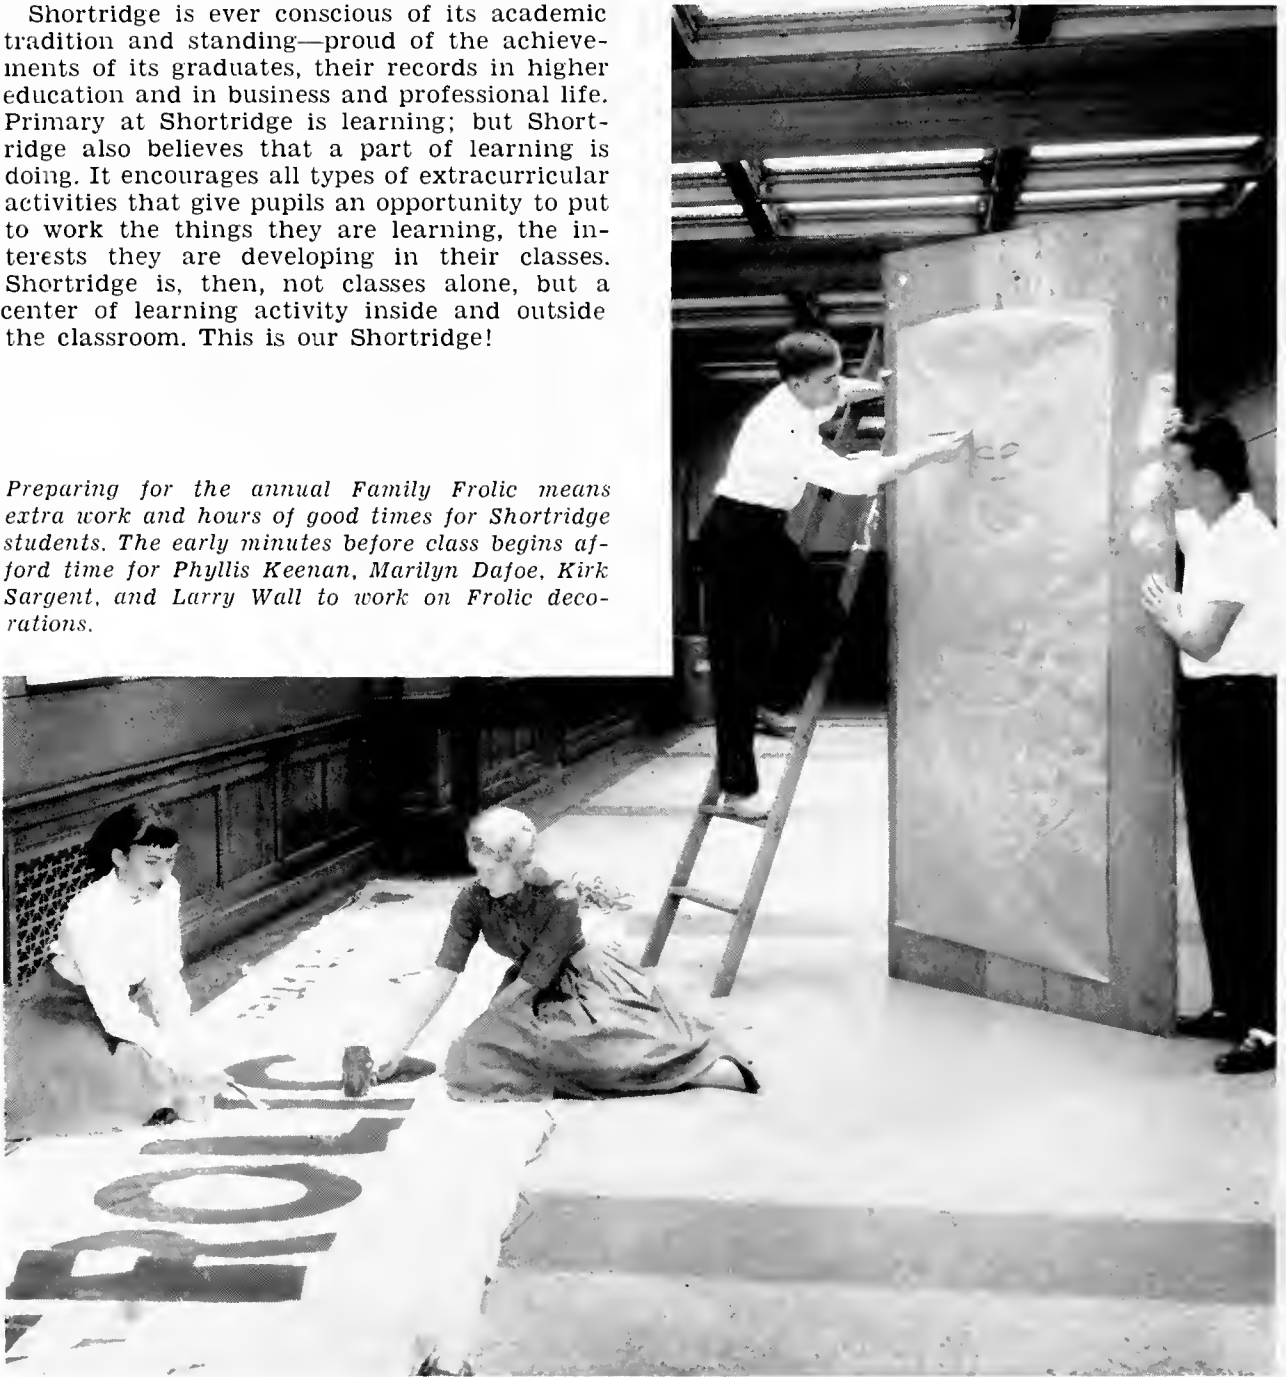 Shortridge is ever conscious of its academic
tradition and standing—proud of the achieve-
ments of its graduates, their records in higher
education and in business and professional life.
Primary at Shortridge is learning; but Short-
ridge also believes that a part of learning is
doing. It encourages all types of extracurricular
activities that give pupils an opportunity to put
to work the things they are learning, the in-
terests they are developing in their classes.
Shortridge is, then, not classes alone, but a
center of learning activity inside and outside
the classroom. This is our Shortridge!
Preparing for the annual Family Frolic means
extra work and hours of good times for Shortridge
students. The early minutes before class begins af-
ford time for Phyllis Keenan, Marilyn Dafoe, Kirk
Sargent, and Larry Wall to work on Frolic deco-
rations.
ROLIC